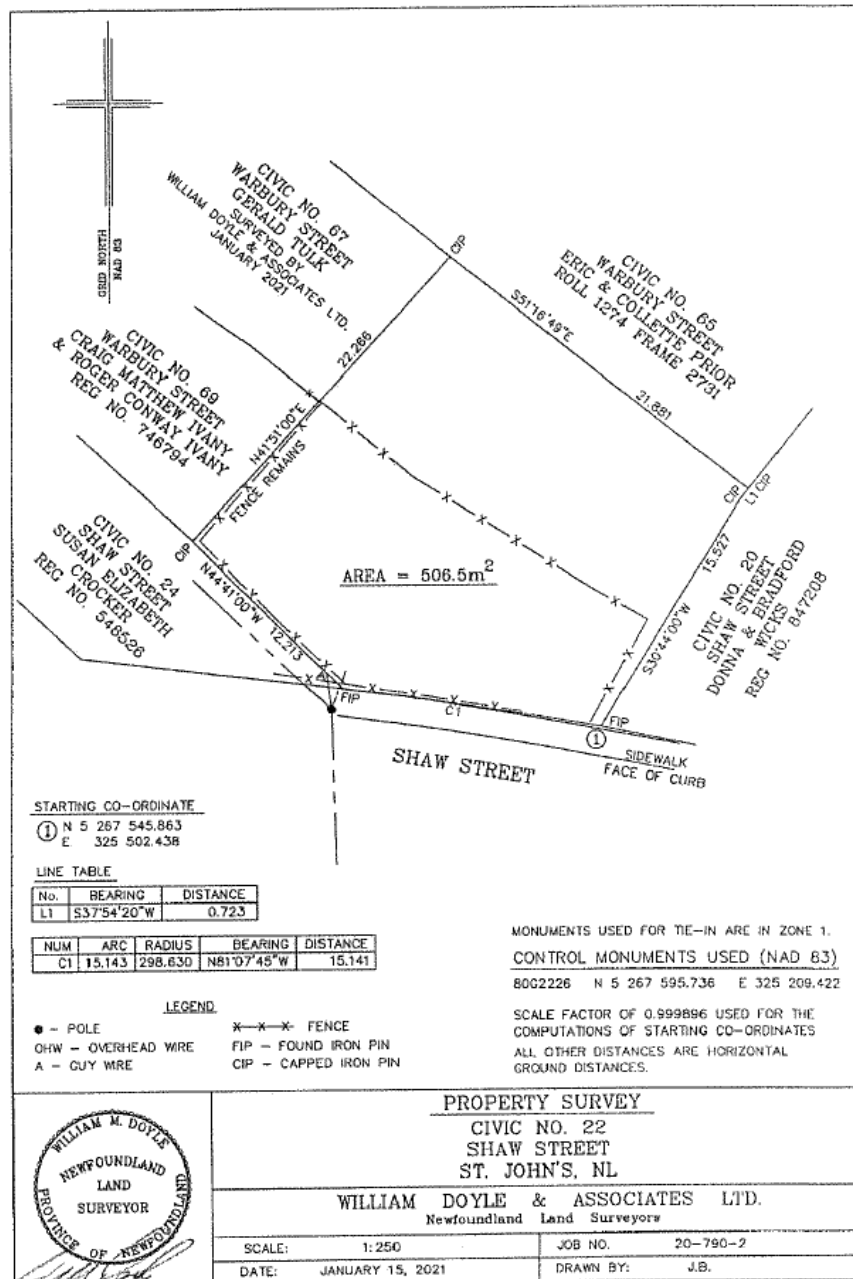 GRID NORTH
NAD 83
CIVIC NO. 67
WARBURY STREET
GERALD TULK
SURVEYED BY
WILLIAM DOYLE & ASSOCIATES LTD.
JANUARY 2021
CIP
CIVIC NO. 65
WARBURY STREET
ERIC & COLLETTE PRIOR
ROLL 1274 FRAME 2731
S51°16'49"E
21.881
22.266
CIVIC NO. 69
WARBURY STREET
CRAIG MATTHEW IVANY
& ROGER CONWAY IVANY
REG NO. 746794
N41°51'00"E
FENCE REMAINS
CIP
L1 CIP
CIP
CIVIC NO. 24
SHAW STREET
SUSAN ELIZABETH
CROCKER
REG NO. 546526
N44°41'00"W 12.213
AREA = 506.5m²
15.527
S30°44'00"W
CIVIC NO. 20
SHAW STREET
DONNA & BRADFORD
WICKS
REG NO. 847208
A
FIP
C1
FIP
1
SHAW STREET
SIDEWALK
FACE OF CURB
STARTING CO-ORDINATE
1 N 5 267 545.863
E 325 502.438
LINE TABLE
No. BEARING DISTANCE
L1 S37°54'20"W 0.723
NUM ARC RADIUS BEARING DISTANCE
C1 15.143 298.630 N81°07'45"W 15.141
LEGEND
● - POLE
OHW - OVERHEAD WIRE
A - GUY WIRE
X—X—X- FENCE
FIP - FOUND IRON PIN
CIP - CAPPED IRON PIN
MONUMENTS USED FOR TIE-IN ARE IN ZONE 1.
CONTROL MONUMENTS USED (NAD 83)
80G2226 N 5 267 595.736 E 325 209.422
SCALE FACTOR OF 0.999896 USED FOR THE
COMPUTATIONS OF STARTING CO-ORDINATES
ALL OTHER DISTANCES ARE HORIZONTAL
GROUND DISTANCES.
WILLIAM M. DOYLE
NEWFOUNDLAND
LAND
SURVEYOR
PROVINCE OF NEWFOUNDLAND
PROPERTY SURVEY
CIVIC NO. 22
SHAW STREET
ST. JOHN'S, NL
WILLIAM DOYLE & ASSOCIATES LTD.
Newfoundland Land Surveyors
SCALE: 1:250
JOB NO. 20-790-2
DATE: JANUARY 15, 2021
DRAWN BY: J.B.